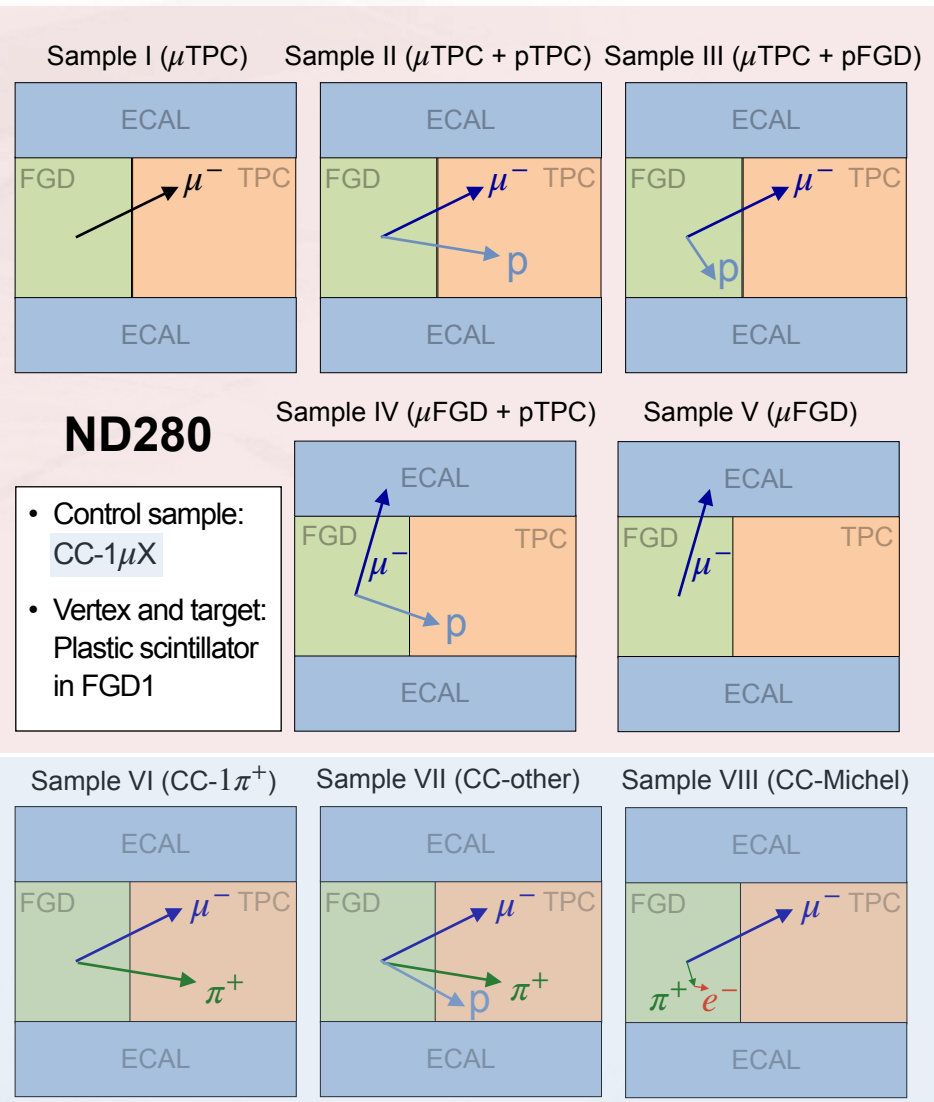 Sample I (μTPC) Sample II (μTPC + pTPC) Sample III (μTPC + pFGD)
ECAL ECAL ECAL
FGD μ⁻ TPC FGD μ⁻ TPC FGD μ⁻ TPC
p p
ECAL ECAL ECAL
Sample IV (μFGD + pTPC) Sample V (μFGD)
ND280
ECAL ECAL
• Control sample:
CC-1μX
• Vertex and target:
Plastic scintillator
in FGD1
FGD TPC FGD TPC
μ⁻ μ⁻
p
ECAL ECAL
Sample VI (CC-1π⁺) Sample VII (CC-other) Sample VIII (CC-Michel)
ECAL ECAL ECAL
FGD μ⁻ TPC FGD μ⁻ TPC FGD μ⁻ TPC
π⁺ p π⁺ π⁺ e⁻
ECAL ECAL ECAL